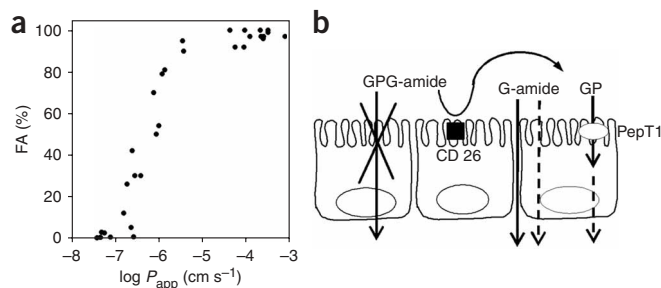 a
FA (%)
100
80
60
40
20
0
−8 −7 −6 −5 −4 −3
log Papp (cm s−1)
b
GPG-amide G-amide GP
PepT1
CD 26